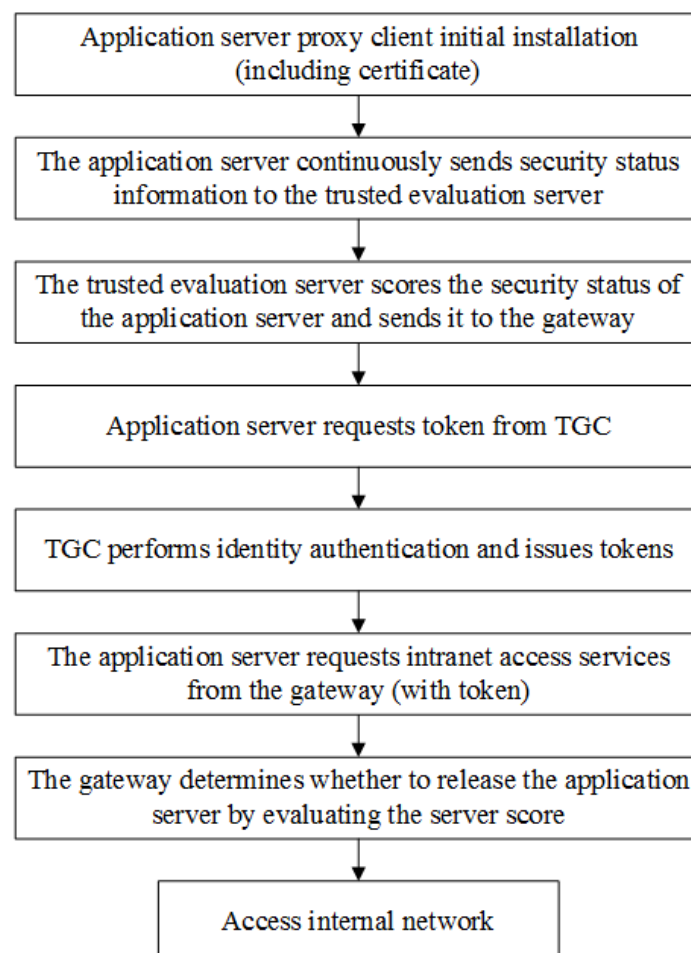 Application server proxy client initial installation
(including certificate)
The application server continuously sends security status
information to the trusted evaluation server
The trusted evaluation server scores the security status of
the application server and sends it to the gateway
Application server requests token from TGC
TGC performs identity authentication and issues tokens
The application server requests intranet access services
from the gateway (with token)
The gateway determines whether to release the application
server by evaluating the server score
Access internal network